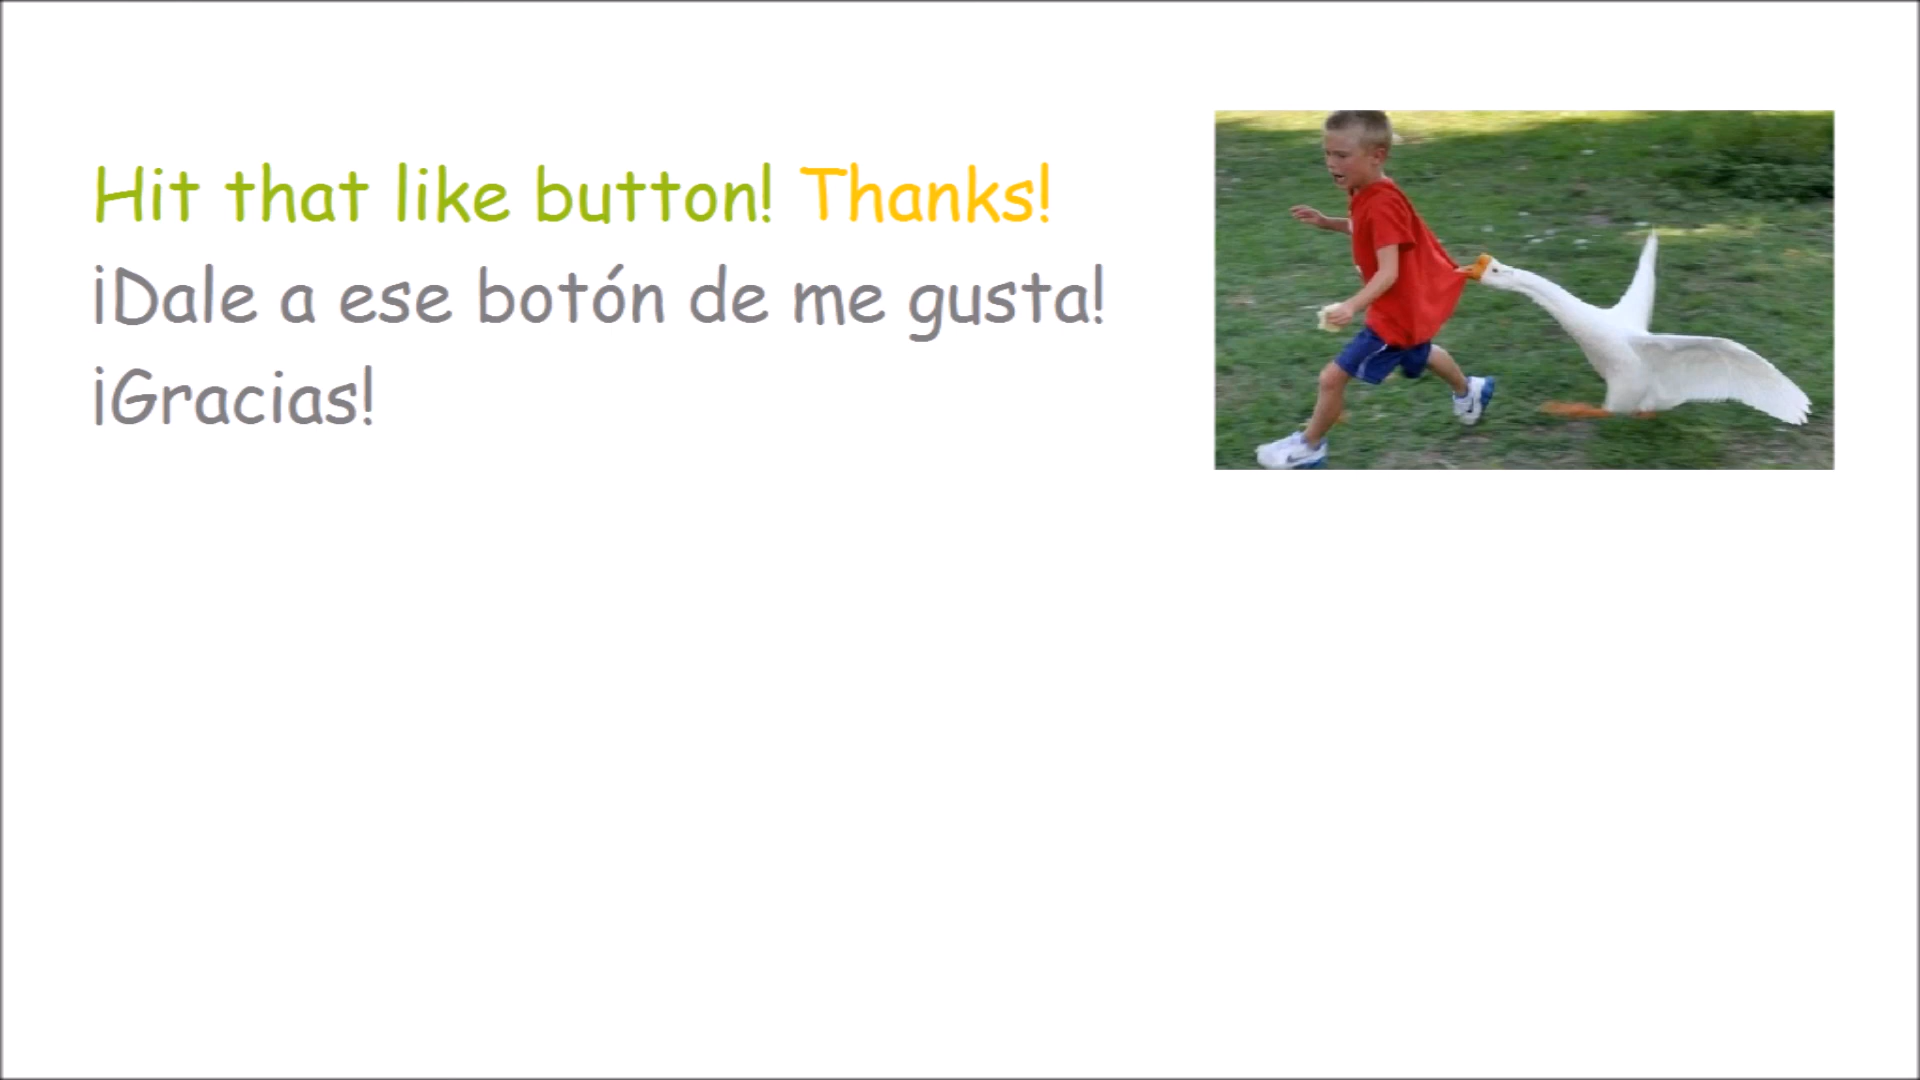 Hit that like button! Thanks!
¡Dale a ese botón de me gusta!
¡Gracias!